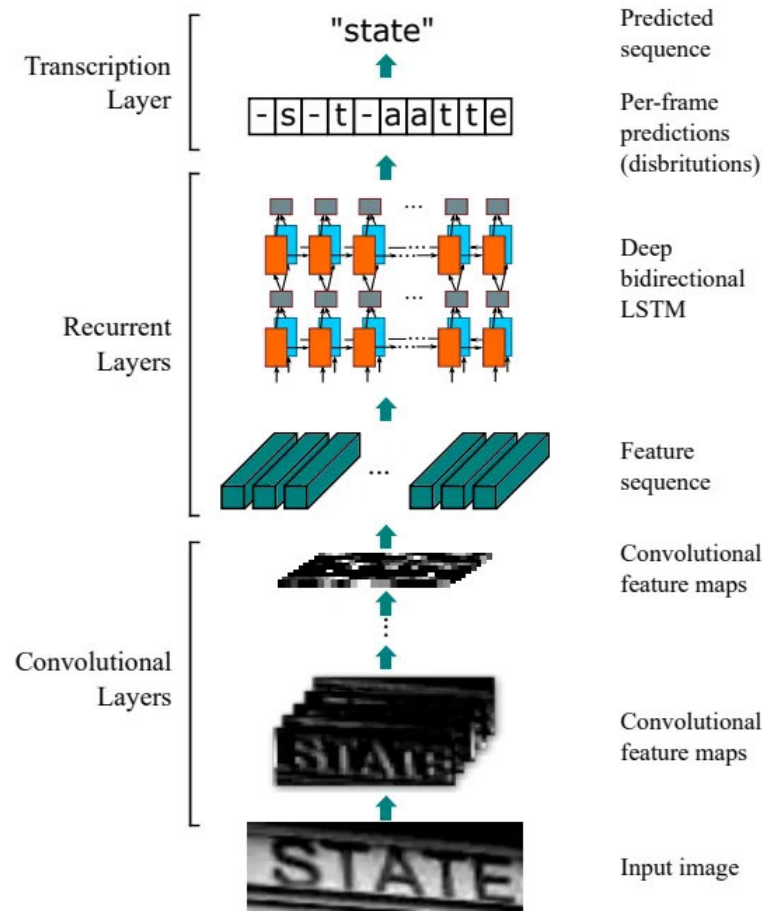 "state"
Predicted
sequence
Transcription
Layer
- s - t - a a t t e
Per-frame
predictions
(disbritutions)
...
...
...
...
Deep
bidirectional
LSTM
Recurrent
Layers
...
Feature
sequence
Convolutional
feature maps
...
Convolutional
Layers
STATE
Convolutional
feature maps
STATE
Input image